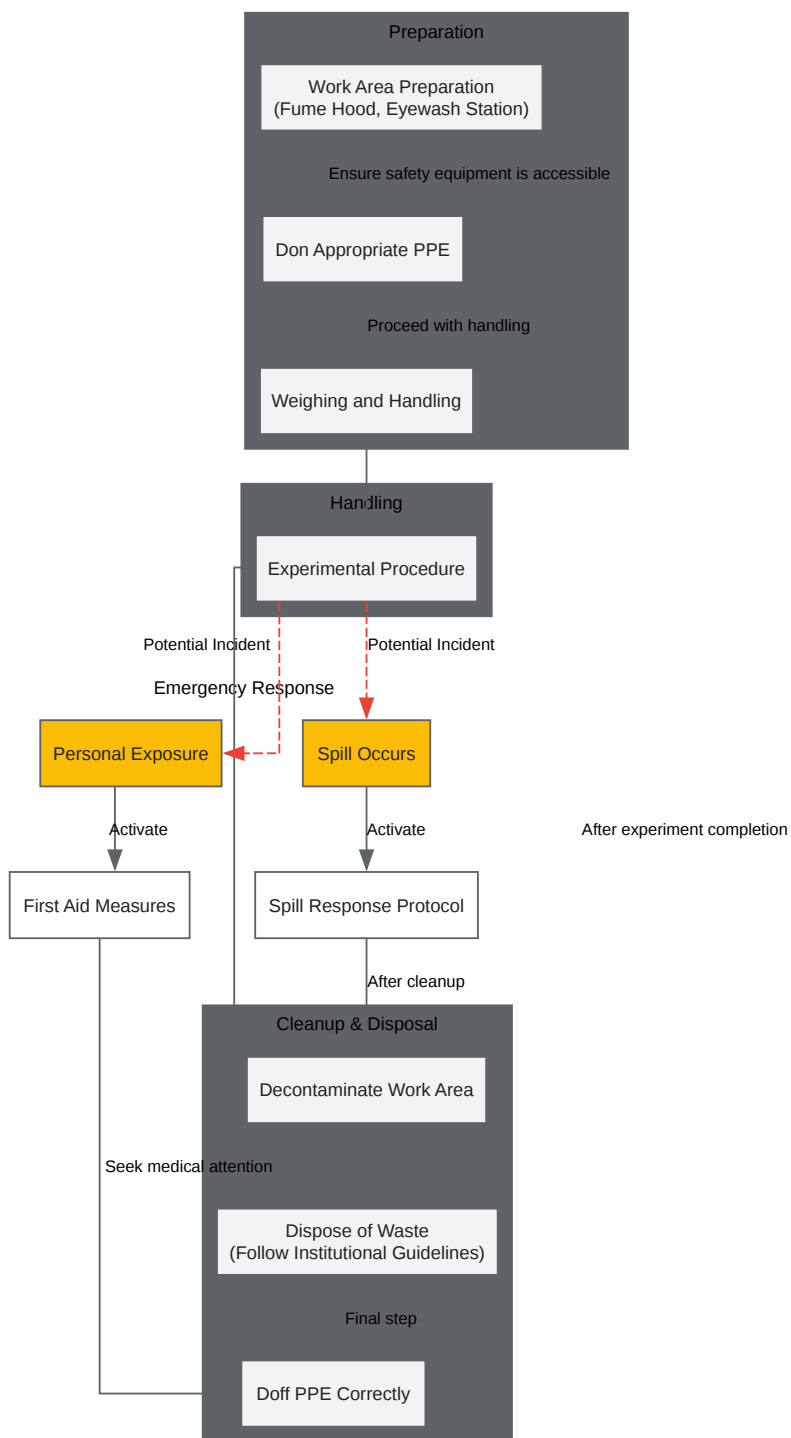 Preparation
Work Area Preparation
(Fume Hood, Eyewash Station)
Ensure safety equipment is accessible
Don Appropriate PPE
Proceed with handling
Weighing and Handling
Handling
Experimental Procedure
Potential Incident
Potential Incident
Emergency Response
Personal Exposure
Spill Occurs
Activate
Activate
After experiment completion
First Aid Measures
Spill Response Protocol
After cleanup
Cleanup & Disposal
Decontaminate Work Area
Seek medical attention
Dispose of Waste
(Follow Institutional Guidelines)
Final step
Doff PPE Correctly